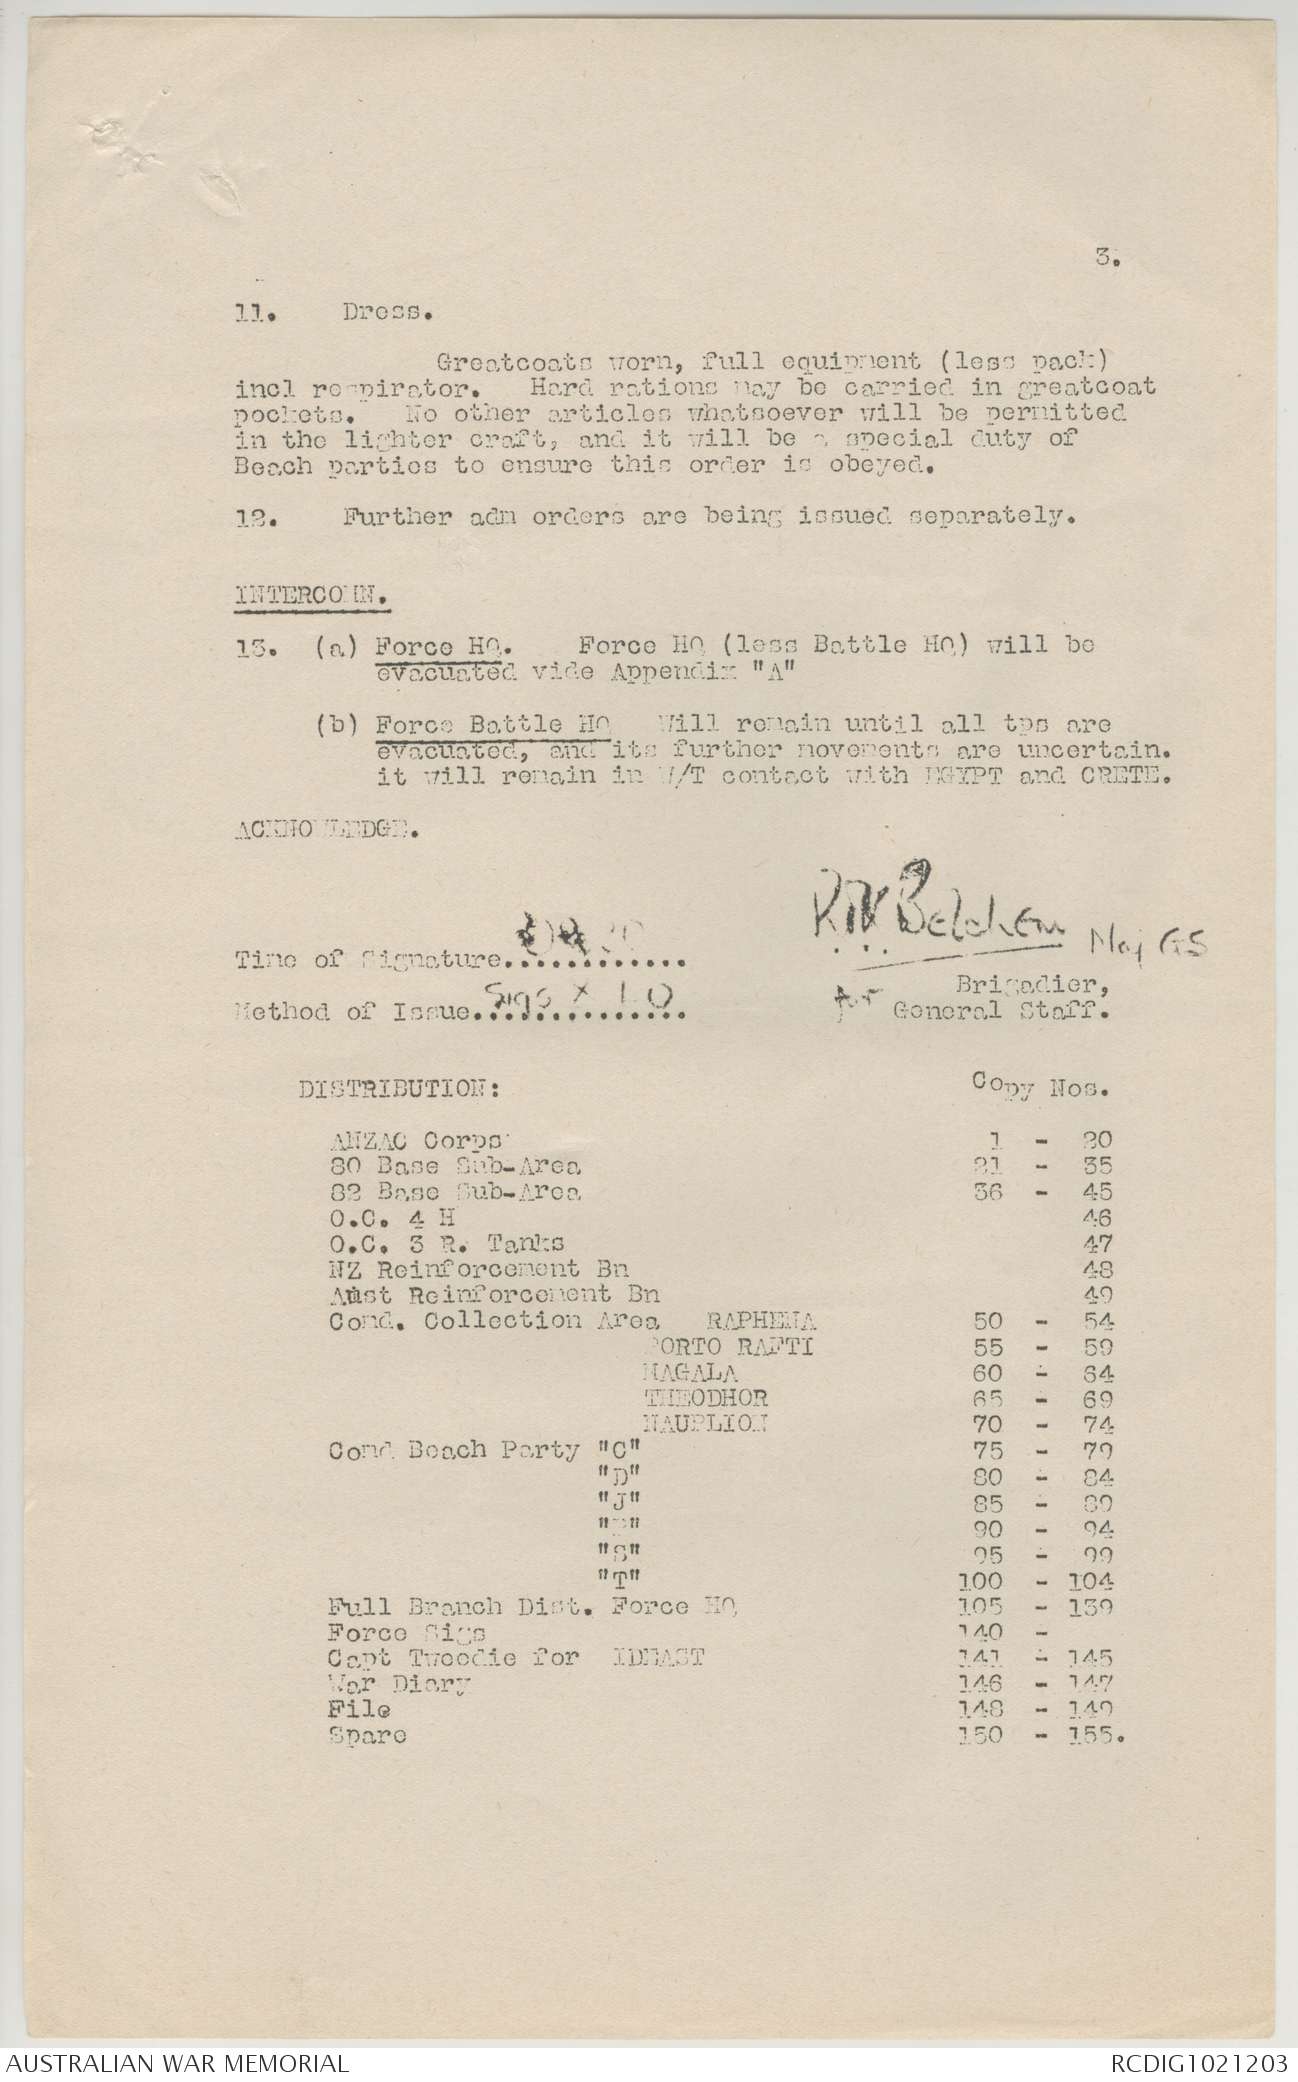 3.
11. Dress.
Greatcoats worn, full equipment (less pack)
incl respirator. Hard rations may be carried in greatcoat
pockets. No other articles whatsoever will be permitted
in the lighter craft, and it will be a special duty of
Beach parties to ensure this order is obeyed.
12. Further adm orders are being issued separately.
INTERCOMN.
13. (a) Force HQ. Force HQ (less Battle HQ) will be
evacuated vide Appendix "A"
(b) Force Battle HQ Will remain until all tps are
evacuated, and its further movements are uncertain.
it will remain in W/T contact with EGYPT and CRETE.
ACKNOWLEDGE.
RFK Belchem Maj GS
Time of Signature.............
Brigadier,
for General Staff.
Method of Issue............... Sigs X LO
DISTRIBUTION: Copy Nos.
ANZAC Corps 1 - 20
80 Base Sub-Area 21 - 35
82 Base Sub-Area 36 - 45
O.C. 4 H 46
O.C. 3 R. Tanks 47
NZ Reinforcement Bn 48
Aust Reinforcement Bn 49
Comd. Collection Area RAPHENA 50 - 54
PORTO RAFTI 55 - 59
MAGALA 60 - 64
THEODHOR 65 - 69
NAUPLION 70 - 74
Comd Beach Party "C" 75 - 79
"D" 80 - 84
"J" 85 - 89
90 - 94
"S" 95 - 99
"T" 100 - 104
Full Branch Dist. Force HQ 105 - 139
Force Sigs 140 -
Capt Tweedie for IDEAST 141 - 145
War Diary 146 - 147
File 148 - 149
Spare 150 - 155.
AUSTRALIAN WAR MEMORIAL
RCDIG1021203